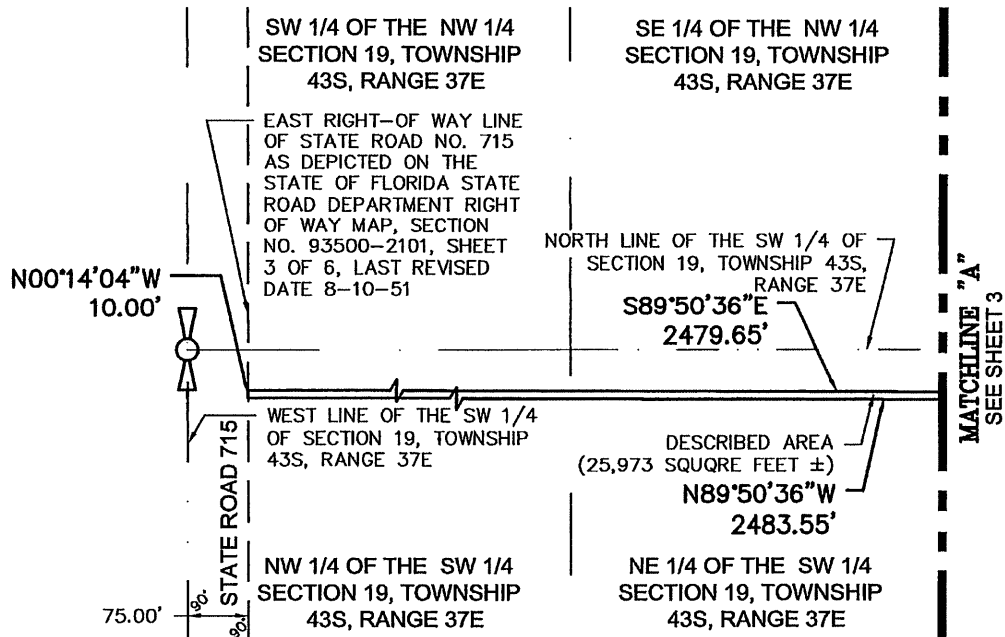 SW 1/4 OF THE NW 1/4
SECTION 19, TOWNSHIP
43S, RANGE 37E
SE 1/4 OF THE NW 1/4
SECTION 19, TOWNSHIP
43S, RANGE 37E
EAST RIGHT-OF WAY LINE
OF STATE ROAD NO. 715
AS DEPICTED ON THE
STATE OF FLORIDA STATE
ROAD DEPARTMENT RIGHT
OF WAY MAP, SECTION
NO. 93500-2101, SHEET
3 OF 6, LAST REVISED
DATE 8-10-51
N00°14'04"W
10.00'
NORTH LINE OF THE SW 1/4 OF
SECTION 19, TOWNSHIP 43S,
RANGE 37E
S89°50'36"E
2479.65'
MATCHLINE "A"
SEE SHEET 3
WEST LINE OF THE SW 1/4
OF SECTION 19, TOWNSHIP
43S, RANGE 37E
DESCRIBED AREA
(25,973 SQUQRE FEET ±)
N89°50'36"W
2483.55'
STATE ROAD 715
NW 1/4 OF THE SW 1/4
SECTION 19, TOWNSHIP
43S, RANGE 37E
NE 1/4 OF THE SW 1/4
SECTION 19, TOWNSHIP
43S, RANGE 37E
75.00'
90°
90°